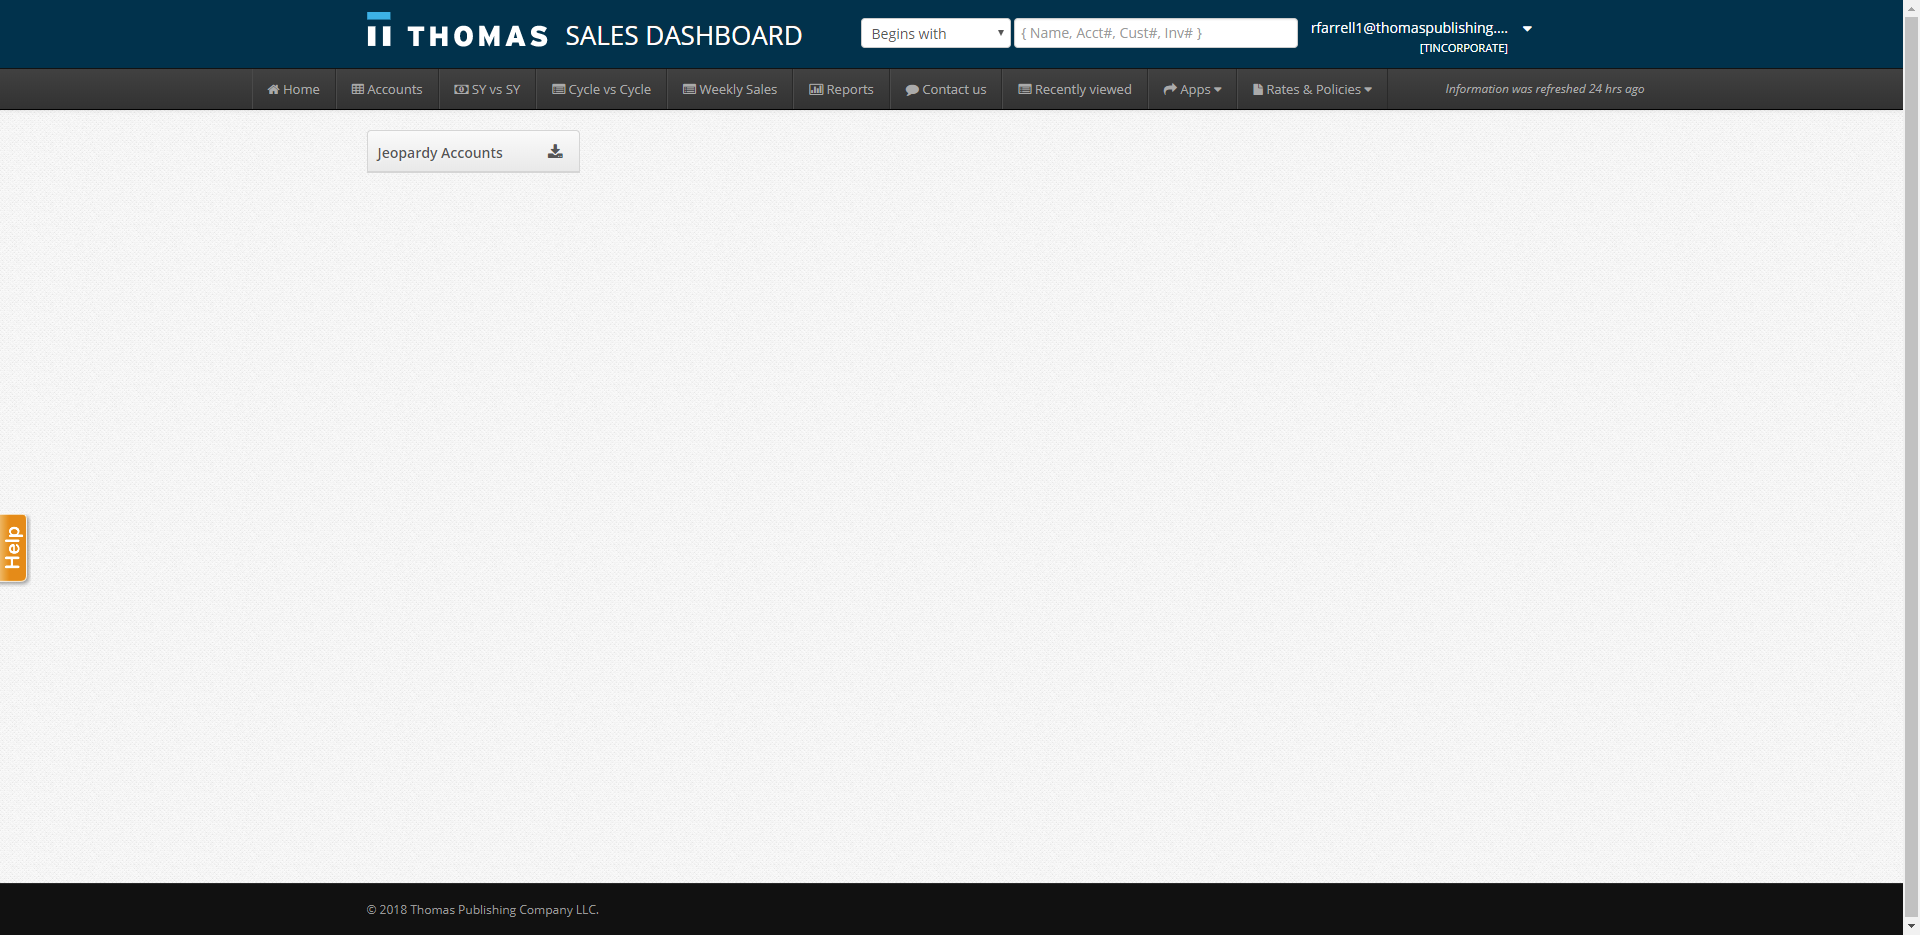 THOMAS SALES DASHBOARD
Begins with
{ Name, Acct#, Cust#, Inv# }
rfarrell1@thomaspublishing....
[TINCORPORATE]
Home Accounts SY vs SY Cycle vs Cycle Weekly Sales Reports Contact us Recently viewed Apps Rates & Policies Information was refreshed 24 hrs ago
Jeopardy Accounts
Help
© 2018 Thomas Publishing Company LLC.